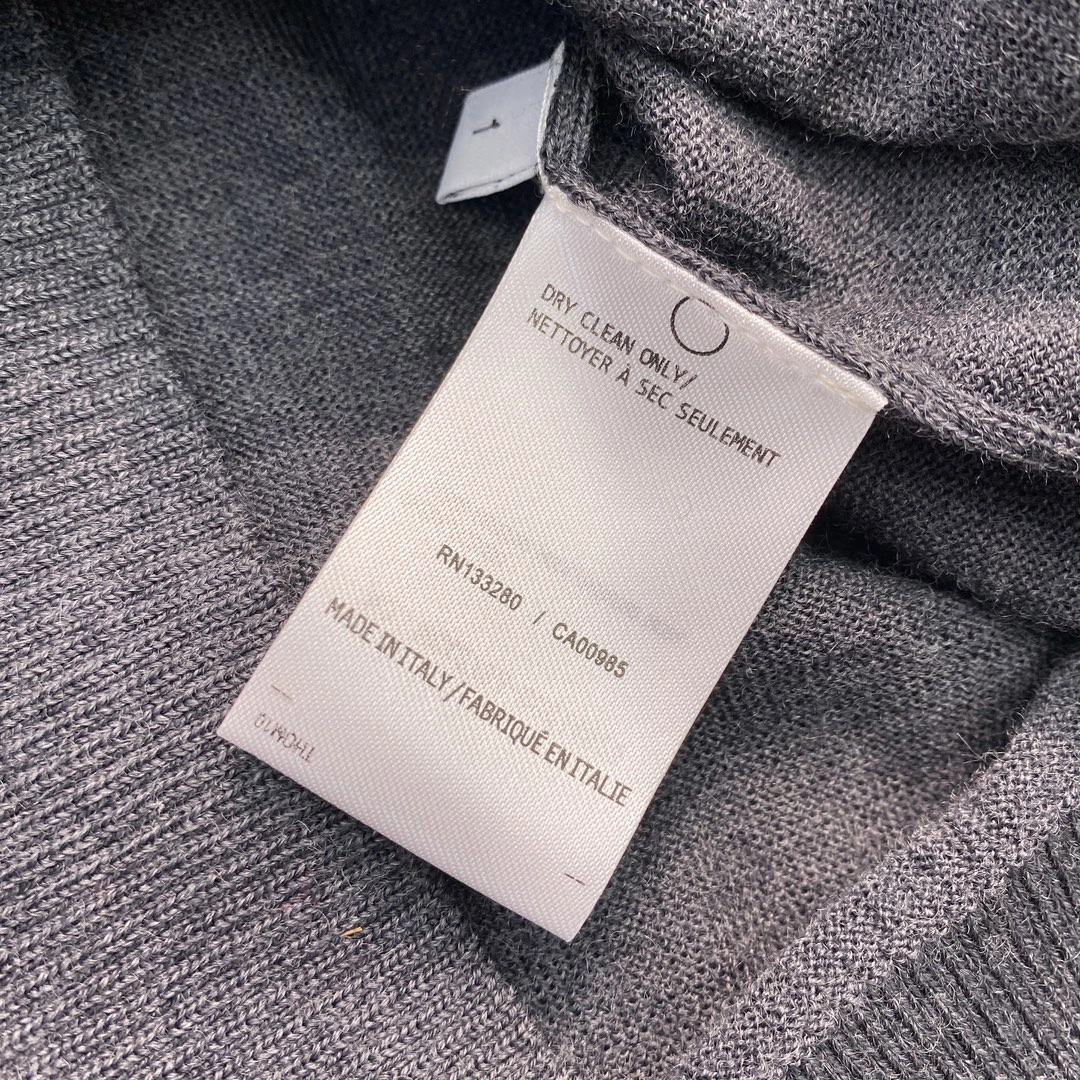 1
DRY CLEAN ONLY/
NETTOYER À SEC SEULEMENT
RN133280 / CA00985
MADE IN ITALY/FABRIQUÉ EN ITALIE